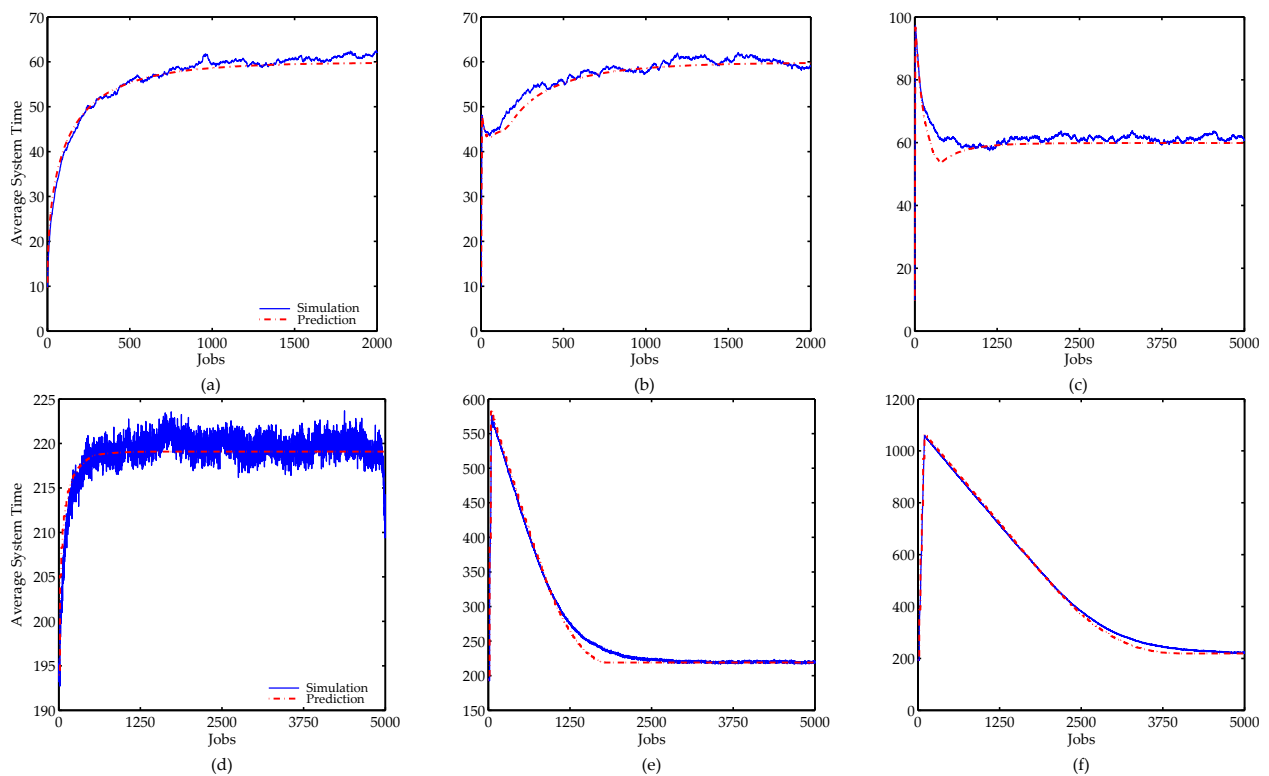 70
60
50
40
30
20
10
0
Average System Time
0 500 1000 1500 2000
Jobs
Simulation
Prediction
(a)
70
60
50
40
30
20
10
0
0 500 1000 1500 2000
Jobs
(b)
100
80
60
40
20
0
0 1250 2500 3750 5000
Jobs
(c)
225
220
215
210
205
200
195
190
Average System Time
0 1250 2500 3750 5000
Jobs
Simulation
Prediction
(d)
600
550
500
450
400
350
300
250
200
150
0 1250 2500 3750 5000
Jobs
(e)
1200
1000
800
600
400
200
0
0 1250 2500 3750 5000
Jobs
(f)